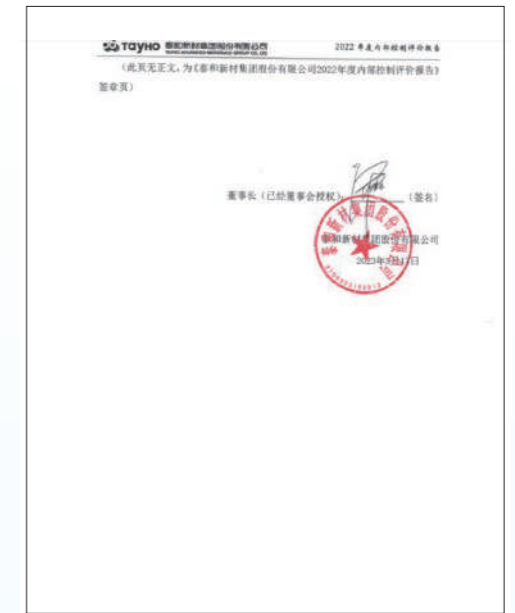 TAYHO 泰和新材集团股份有限公司 2022 年度内部控制评价报告
（此页无正文，为《泰和新材集团股份有限公司2022年度内部控制评价报告》
签章页）
董事长（已经董事会授权）： （签名）
泰和新材集团股份有限公司